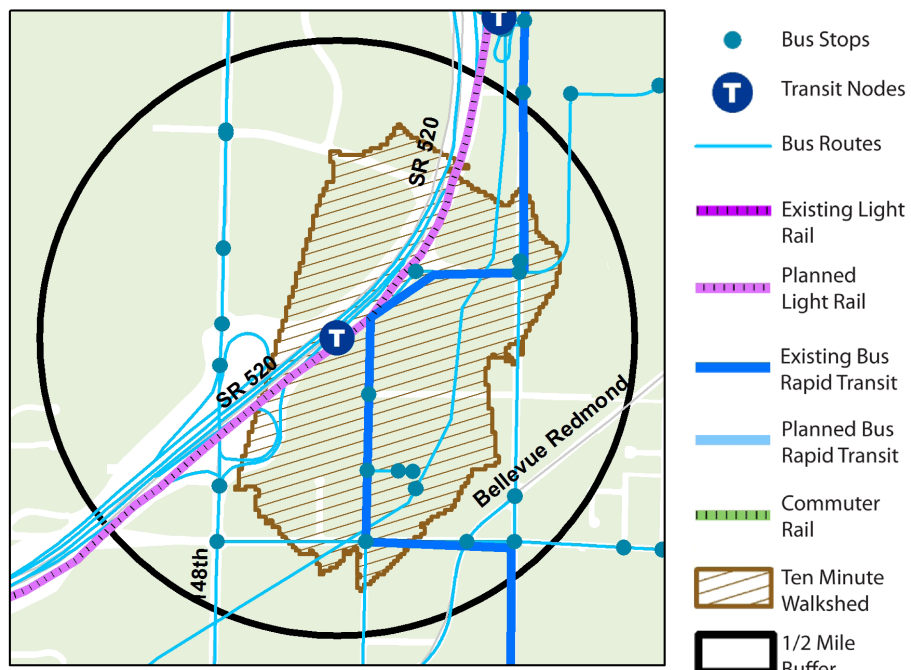 T
SR 520
T
SR 520
Bellevue Redmond
148th
Bus Stops
T
Transit Nodes
Bus Routes
Existing Light
Rail
Planned
Light Rail
Existing Bus
Rapid Transit
Planned Bus
Rapid Transit
Commuter
Rail
Ten Minute
Walkshed
1/2 Mile
Buffer